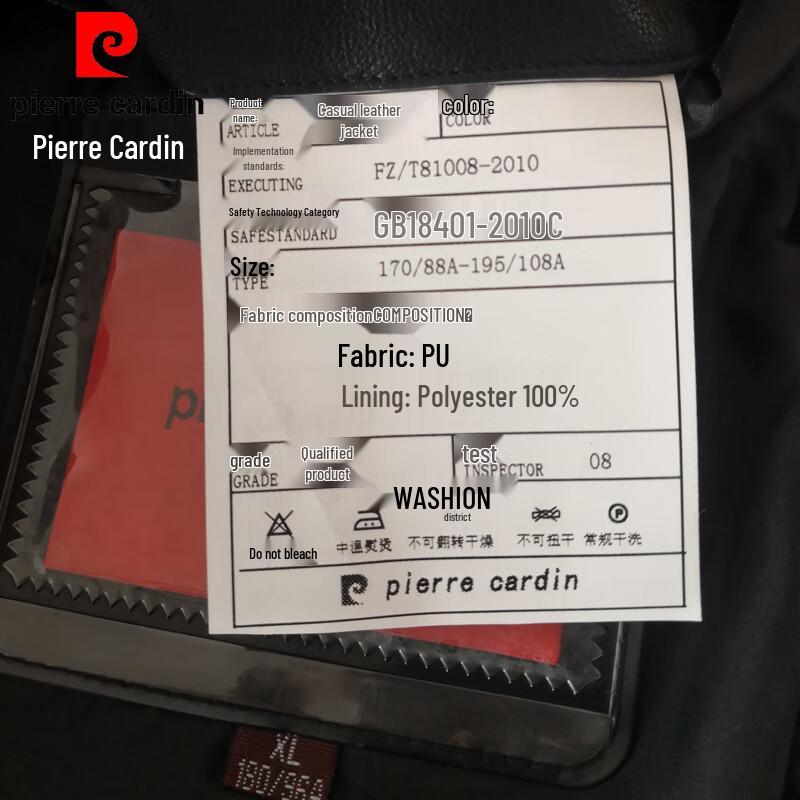 pierre cardin
Pierre Cardin
Product name:
ARTICLE
Casual leather jacket
color:
COLOR
Implementation standards:
EXECUTING
FZ/T81008-2010
Safety Technology Category
SAFESTANDARD
GB18401-2010C
Size:
TYPE
170/88A-195/108A
Fabric composition COMPOSITION
Fabric: PU
Lining: Polyester 100%
grade
GRADE
Qualified product
test
INSPECTOR
08
WASHION
district
P
Do not bleach
中温熨烫
不可翻转干燥
不可扭干
常规干洗
pierre cardin
XL